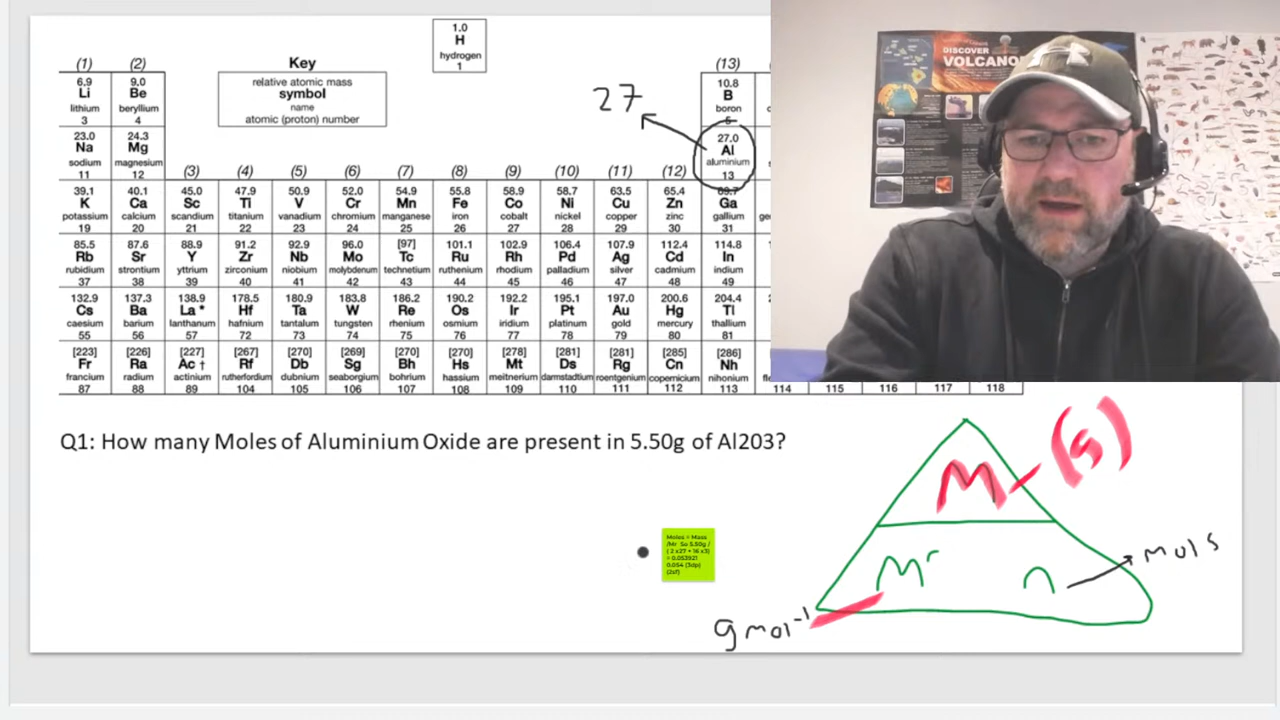 1.0
H
hydrogen
1
(1) (2) Key (13)
6.9 9.0 relative atomic mass 10.8
Li Be symbol B
lithium beryllium name boron
3 4 atomic (proton) number 5
27
23.0 24.3 27.0
Na Mg Al
sodium magnesium aluminium
11 12 (3) (4) (5) (6) (7) (8) (9) (10) (11) (12) 13
39.1 40.1 45.0 47.9 50.9 52.0 54.9 55.8 58.9 58.7 63.5 65.4 69.7
K Ca Sc Ti V Cr Mn Fe Co Ni Cu Zn Ga
potassium calcium scandium titanium vanadium chromium manganese iron cobalt nickel copper zinc gallium
19 20 21 22 23 24 25 26 27 28 29 30 31
85.5 87.6 88.9 91.2 92.9 96.0 [97] 101.1 102.9 106.4 107.9 112.4 114.8
Rb Sr Y Zr Nb Mo Tc Ru Rh Pd Ag Cd In
rubidium strontium yttrium zirconium niobium molybdenum technetium ruthenium rhodium palladium silver cadmium indium
37 38 39 40 41 42 43 44 45 46 47 48 49
132.9 137.3 138.9 178.5 180.9 183.8 186.2 190.2 192.2 195.1 197.0 200.6 204.4
Cs Ba La * Hf Ta W Re Os Ir Pt Au Hg Tl
caesium barium lanthanum hafnium tantalum tungsten rhenium osmium iridium platinum gold mercury thallium
55 56 57 72 73 74 75 76 77 78 79 80 81
[223] [226] [227] [267] [270] [269] [270] [270] [278] [281] [281] [285] [286]
Fr Ra Ac † Rf Db Sg Bh Hs Mt Ds Rg Cn Nh
francium radium actinium rutherfordium dubnium seaborgium bohrium hassium meitnerium darmstadtium roentgenium copernicium nihonium
87 88 89 104 105 106 107 108 109 110 111 112 113 114 115 116 117 118
DISCOVER
VOLCANO
Q1: How many Moles of Aluminium Oxide are present in 5.50g of Al203?
M (g)
Mr n mols
g mol⁻¹
Moles = Mass
/Mr So 5.50g /
( 2 x27 + 16 x3)
= 0.053921
0.054 (3dp)
(2sf)